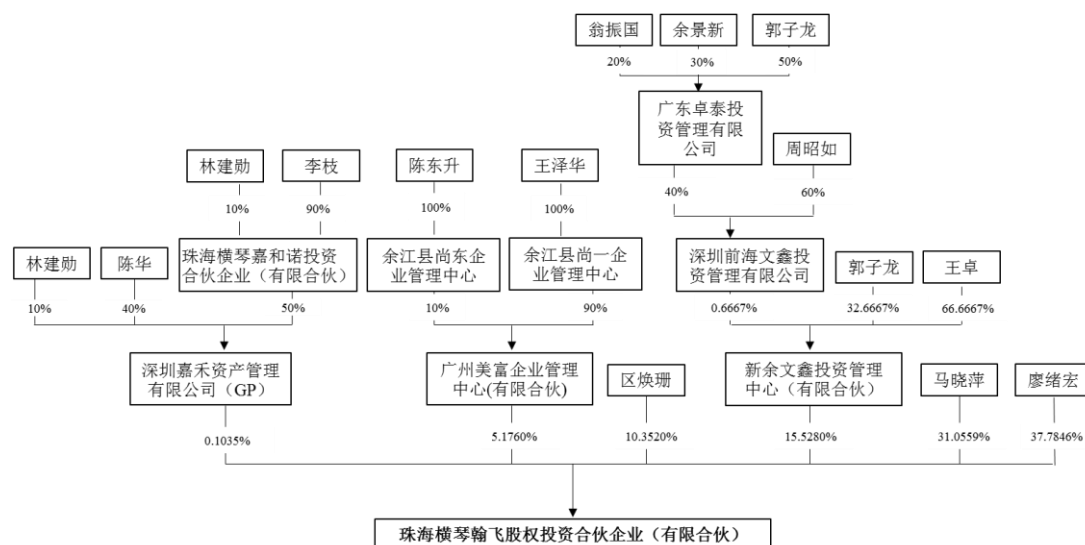 翁振国
余景新
郭子龙
20%
30%
50%
广东卓泰投
资管理有限
公司
周昭如
林建勋
李枝
陈东升
王泽华
40%
60%
10%
90%
100%
100%
林建勋
陈华
珠海横琴嘉和诺投资
合伙企业（有限合伙）
余江县尚东企
业管理中心
余江县尚一企
业管理中心
深圳前海文鑫投
资管理有限公司
郭子龙
王卓
10%
40%
50%
10%
90%
0.6667%
32.6667%
66.6667%
深圳嘉禾资产管理
有限公司（GP）
广州美富企业管理
中心(有限合伙)
区焕珊
新余文鑫投资管理
中心（有限合伙）
马晓萍
廖绪宏
0.1035%
5.1760%
10.3520%
15.5280%
31.0559%
37.7846%
珠海横琴翰飞股权投资合伙企业（有限合伙）